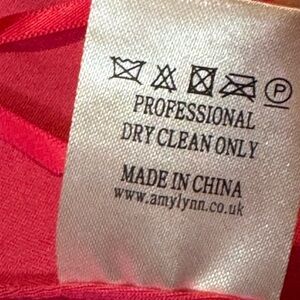 P
PROFESSIONAL
DRY CLEAN ONLY
MADE IN CHINA
www.amylynn.co.uk